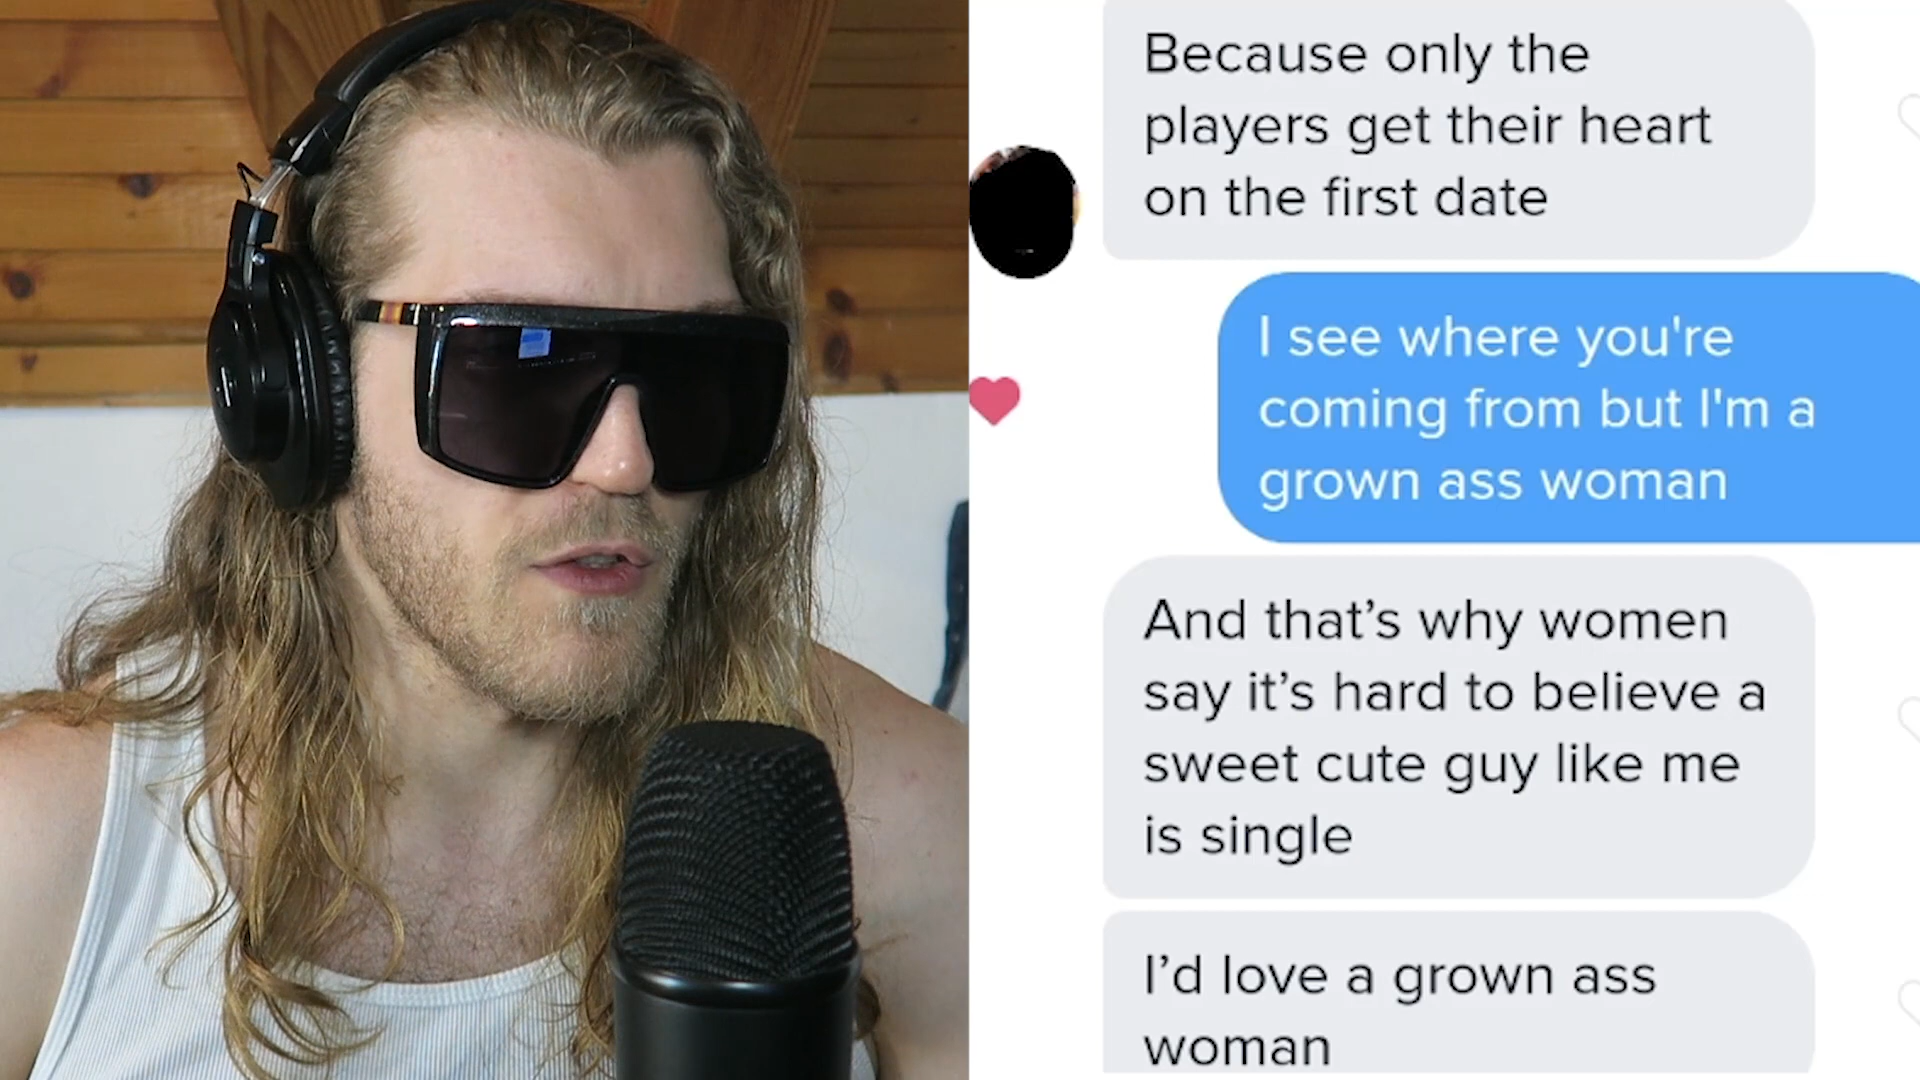 Because only the
players get their heart
on the first date
I see where you're
coming from but I'm a
grown ass woman
And that’s why women
say it’s hard to believe a
sweet cute guy like me
is single
I’d love a grown ass
woman